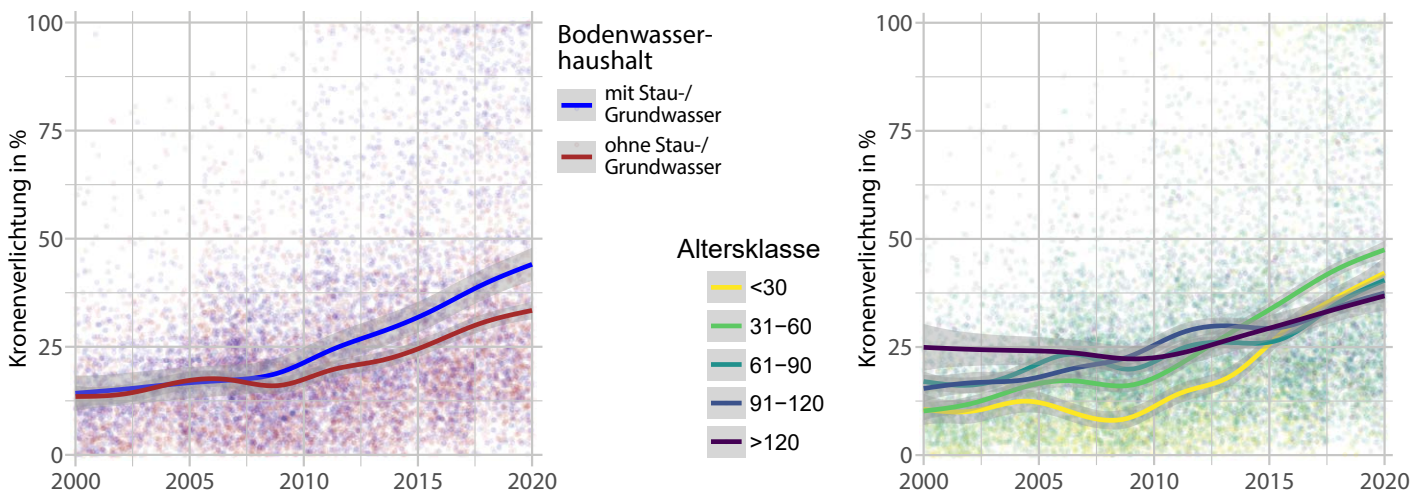 Kronenverlichtung in %
100
75
50
25
0
2000 2005 2010 2015 2020
Bodenwasser-
haushalt
mit Stau-/
Grundwasser
ohne Stau-/
Grundwasser
Altersklasse
<30
31–60
61–90
91–120
>120
Kronenverlichtung in %
100
75
50
25
0
2000 2005 2010 2015 2020